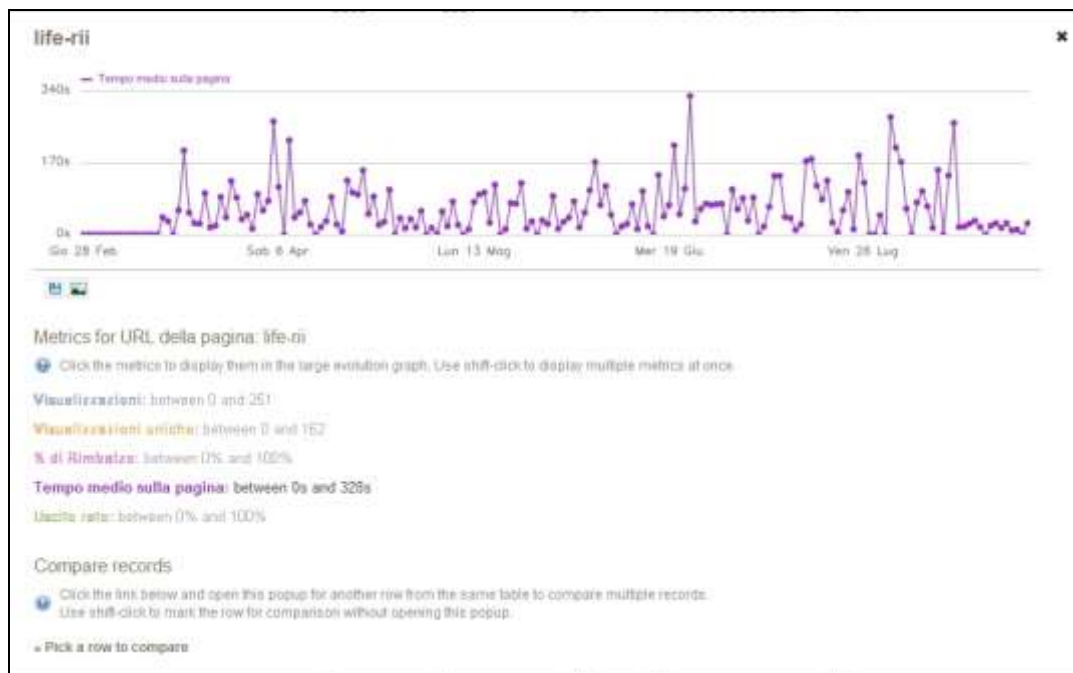 life-rii
Tempo medio sulla pagina
340s
170s
0s
Gio 28 Feb
Sab 6 Apr
Lun 13 Mag
Mer 19 Giu
Ven 26 Lug
Metrics for URL della pagina: life-rii
Click the metrics to display them in the large evolution graph. Use shift-click to display multiple metrics at once.
Visualizzazioni: between 0 and 251
Visualizzazioni uniche: between 0 and 162
% di Rimbalzo: between 0% and 100%
Tempo medio sulla pagina: between 0s and 328s
Uscite rate: between 0% and 100%
Compare records
Click the link below and open this popup for another row from the same table to compare multiple records.
Use shift-click to mark the row for comparison without opening this popup.
» Pick a row to compare